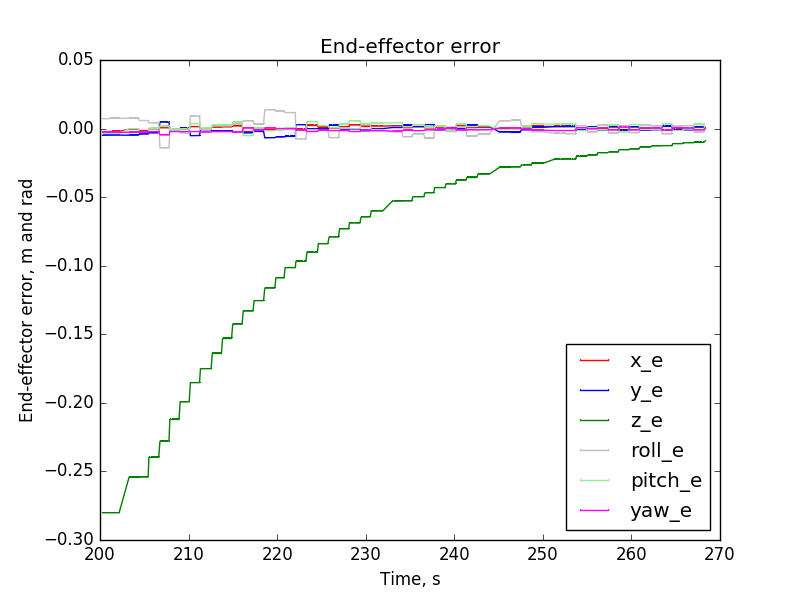 End-effector error
End-effector error, m and rad
0.05
0.00
−0.05
−0.10
−0.15
−0.20
−0.25
−0.30
x_e
y_e
z_e
roll_e
pitch_e
yaw_e
200 210 220 230 240 250 260 270
Time, s